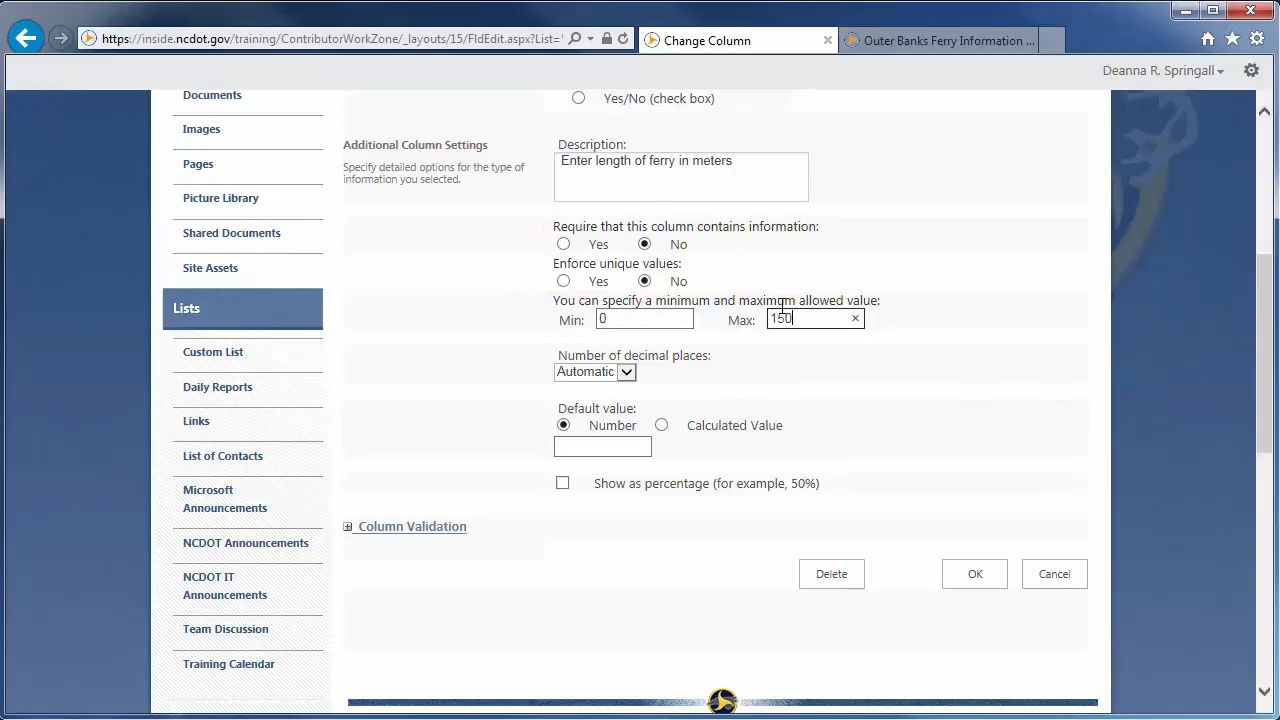 https://inside.ncdot.gov/training/ContributorWorkZone/_layouts/15/FldEdit.aspx?List=
Change Column
Outer Banks Ferry Information ...
Deanna R. Springall
Documents
Images
Pages
Picture Library
Shared Documents
Site Assets
Lists
Custom List
Daily Reports
Links
List of Contacts
Microsoft
Announcements
NCDOT Announcements
NCDOT IT
Announcements
Team Discussion
Training Calendar
Yes/No (check box)
Additional Column Settings
Specify detailed options for the type of
information you selected.
Description:
Enter length of ferry in meters
Require that this column contains information:
Yes No
Enforce unique values:
Yes No
You can specify a minimum and maximum allowed value:
Min: 0 Max: 150
Number of decimal places:
Automatic
Default value:
Number Calculated Value
Show as percentage (for example, 50%)
Column Validation
Delete OK Cancel